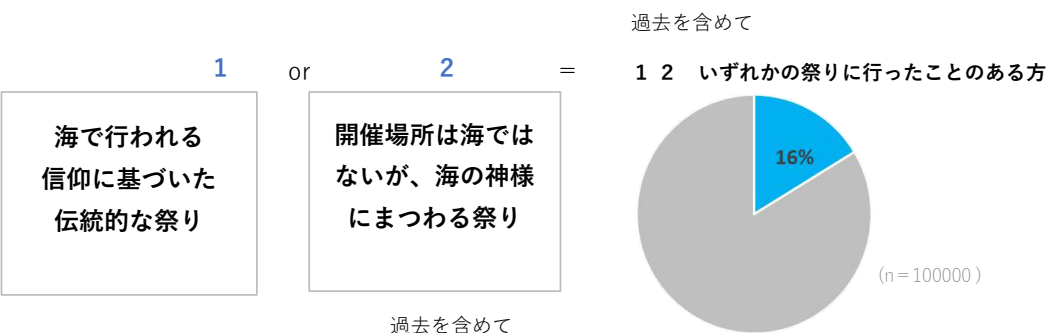 過去を含めて
1 or 2 =
1 2 いずれかの祭りに行ったことのある方
海で行われる
信仰に基づいた
伝統的な祭り
開催場所は海では
ないが、海の神様
にまつわる祭り
16%
(n=100000)
過去を含めて